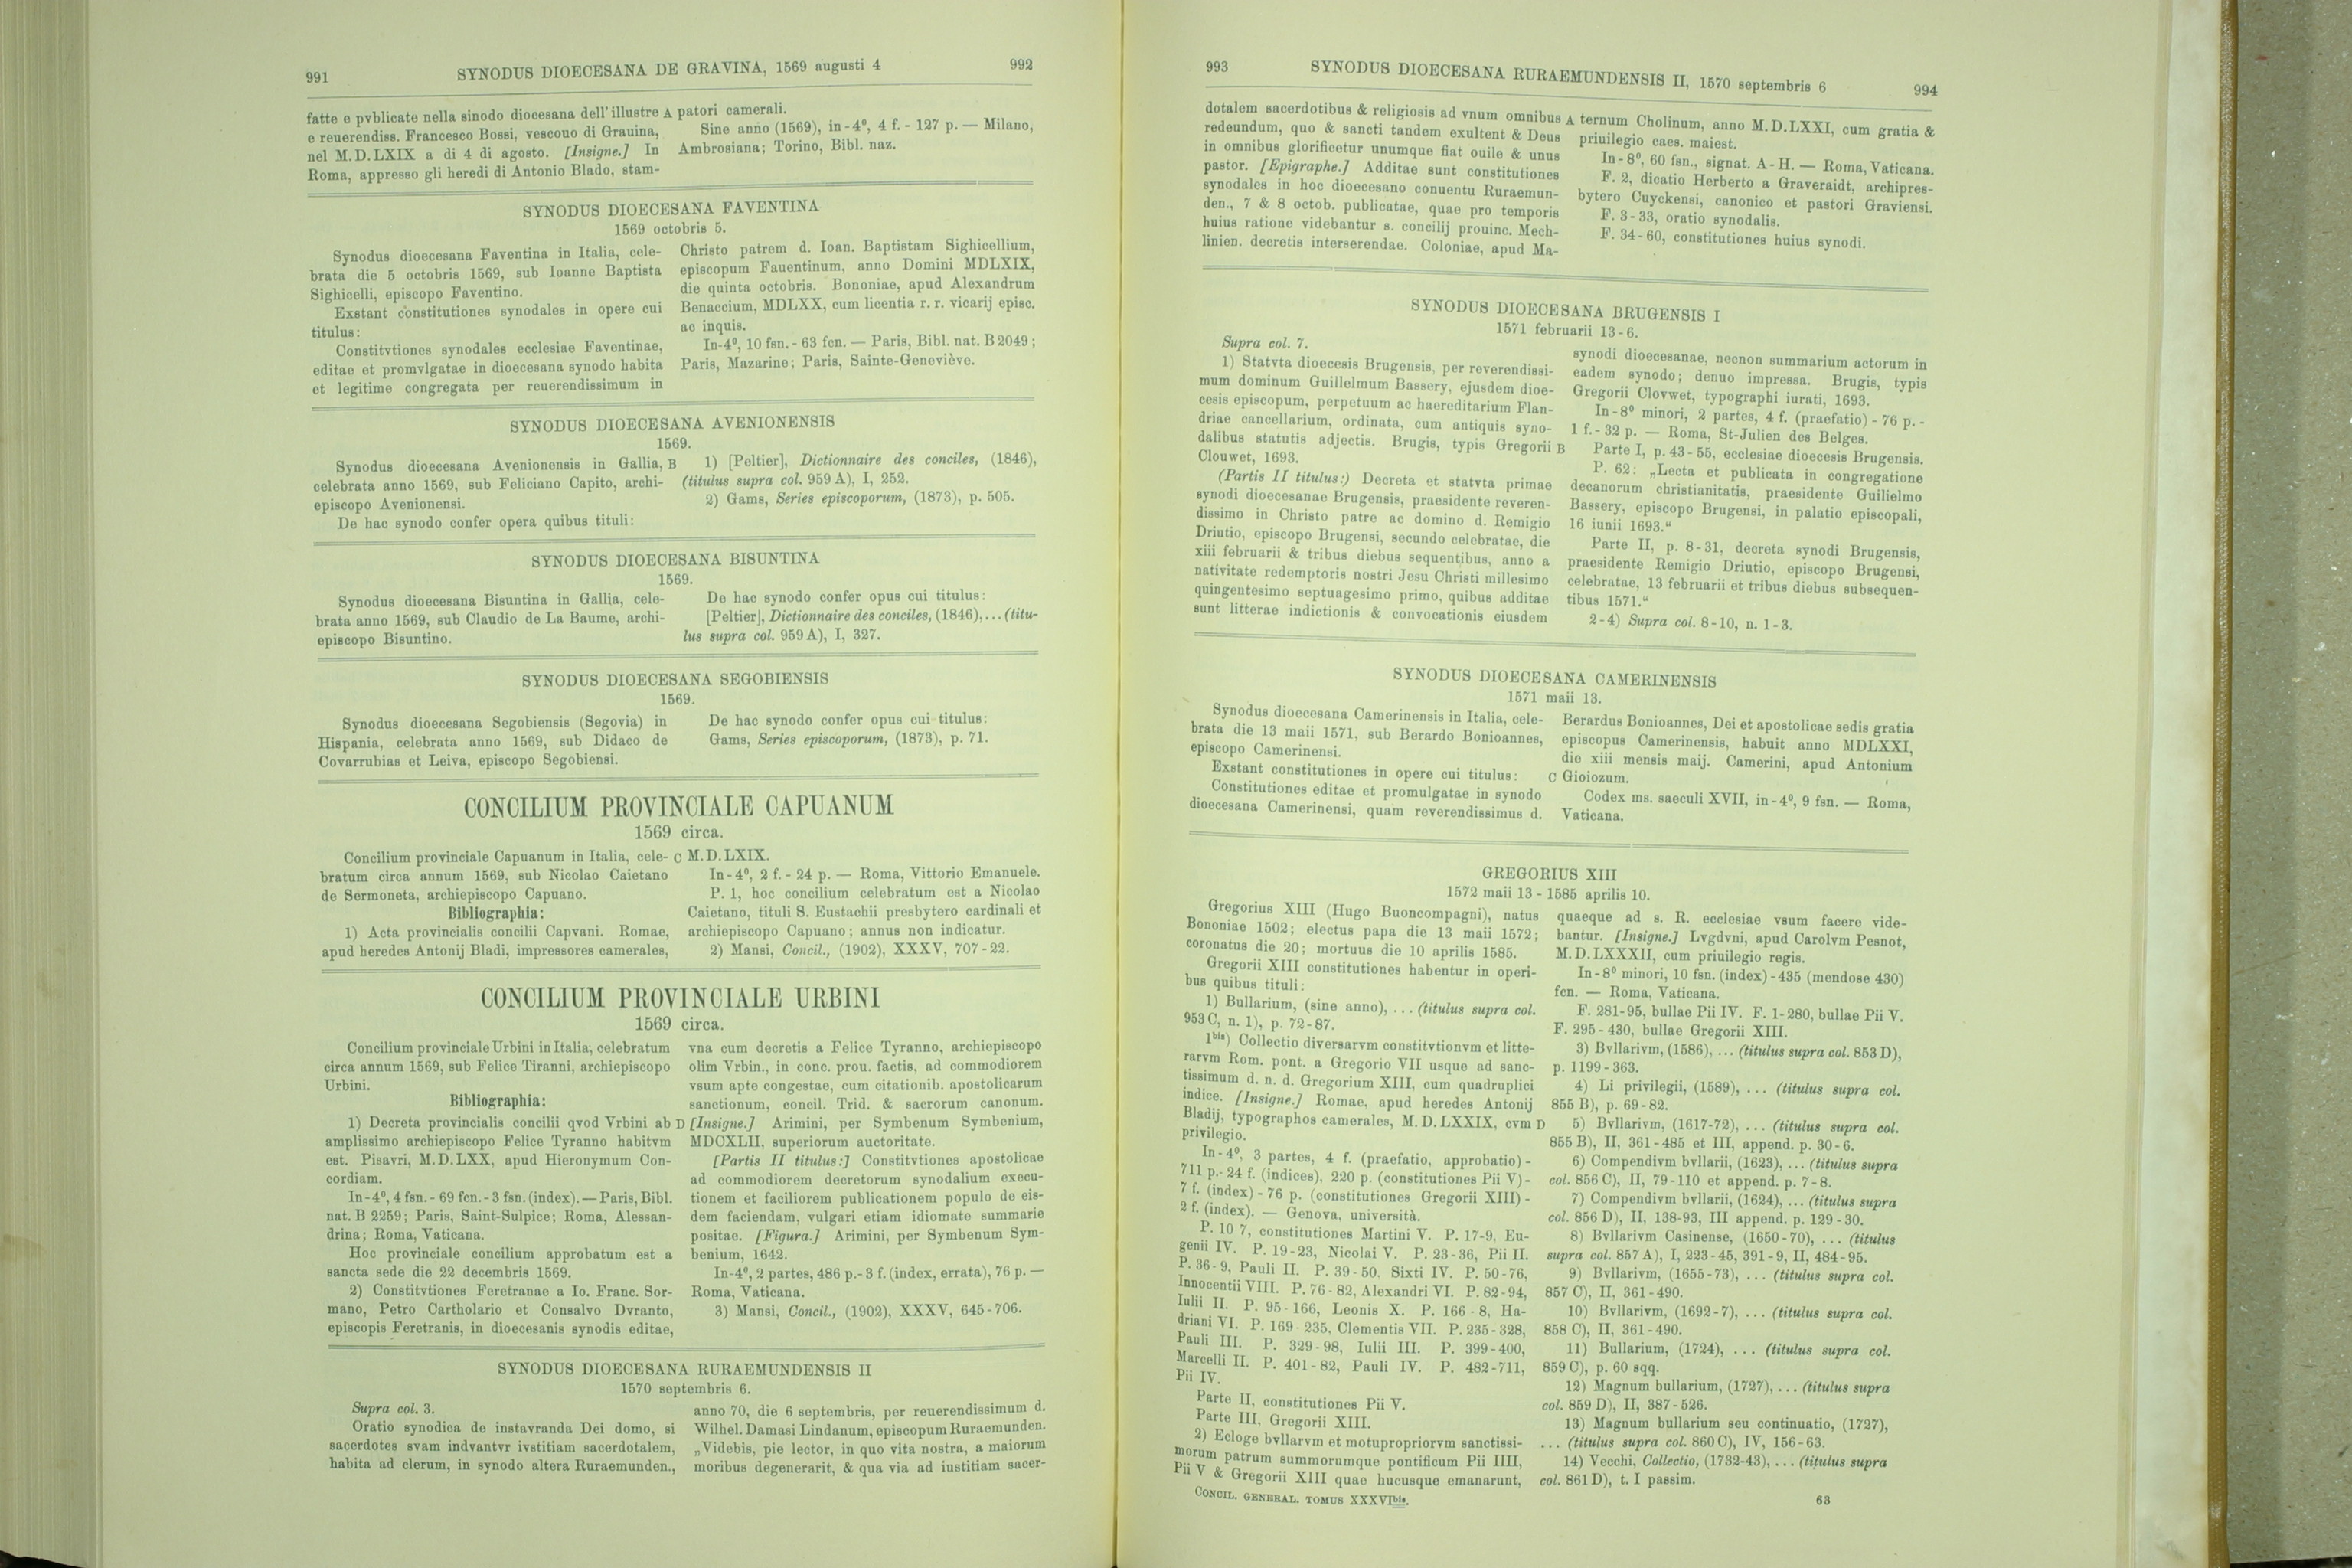 991
SYNODUS DIOECESANA DE GRAVINA, 1569 augusti 4
992
fatte e pvblicate nella sinodo diocesana dell'illustre
e reuerendiss. Francesco Bossi, vescouo di Grauina,
nel M.D.LXIX a di 4 di agosto. [Insigne.] In
Roma, appresso gli heredi di Antonio Blado, stam-
A patori camerali.
Sine anno (1569), in-4⁰, 4 f. - 127 p. — Milano,
Ambrosiana; Torino, Bibl. naz.
SYNODUS DIOECESANA FAVENTINA
1569 octobris 5.
Synodus dioecesana Faventina in Italia, cele-
brata die 5 octobris 1569, sub Ioanne Baptista
Sighicelli, episcopo Faventino.
Exstant constitutiones synodales in opere cui
titulus:
Constitvtiones synodales ecclesiae Faventinae,
editae et promvlgatae in dioecesana synodo habita
et legitime congregata per reuerendissimum in
Christo patrem d. Ioan. Baptistam Sighicellium,
episcopum Fauentinum, anno Domini MDLXIX,
die quinta octobris. Bononiae, apud Alexandrum
Benaccium, MDLXX, cum licentia r. r. vicarij episc.
ac inquis.
In-4⁰, 10 fsn. - 63 fcn. — Paris, Bibl. nat. B 2049;
Paris, Mazarine; Paris, Sainte-Geneviève.
SYNODUS DIOECESANA AVENIONENSIS
1569.
Synodus dioecesana Avenionensis in Gallia,
celebrata anno 1569, sub Feliciano Capito, archi-
episcopo Avenionensi.
De hac synodo confer opera quibus tituli:
B 1) [Peltier], Dictionnaire des conciles, (1846),
(titulus supra col. 959 A), I, 252.
2) Gams, Series episcoporum, (1873), p. 505.
SYNODUS DIOECESANA BISUNTINA
1569.
Synodus dioecesana Bisuntina in Gallia, cele-
brata anno 1569, sub Claudio de La Baume, archi-
episcopo Bisuntino.
De hac synodo confer opus cui titulus:
[Peltier], Dictionnaire des conciles, (1846),... (titu-
lus supra col. 959 A), I, 327.
SYNODUS DIOECESANA SEGOBIENSIS
1569.
Synodus dioecesana Segobiensis (Segovia) in
Hispania, celebrata anno 1569, sub Didaco de
Covarrubias et Leiva, episcopo Segobiensi.
De hac synodo confer opus cui titulus:
Gams, Series episcoporum, (1873), p. 71.
CONCILIUM PROVINCIALE CAPUANUM
1569 circa.
Concilium provinciale Capuanum in Italia, cele-
bratum circa annum 1569, sub Nicolao Caietano
de Sermoneta, archiepiscopo Capuano.
Bibliographia:
1) Acta provincialis concilii Capvani. Romae,
apud heredes Antonij Bladi, impressores camerales,
C M.D.LXIX.
In-4⁰, 2 f. - 24 p. — Roma, Vittorio Emanuele.
P. 1, hoc concilium celebratum est a Nicolao
Caietano, tituli S. Eustachii presbytero cardinali et
archiepiscopo Capuano; annus non indicatur.
2) Mansi, Concil., (1902), XXXV, 707-22.
CONCILIUM PROVINCIALE URBINI
1569 circa.
Concilium provinciale Urbini in Italia, celebratum
circa annum 1569, sub Felice Tiranni, archiepiscopo
Urbini.
Bibliographia:
1) Decreta provincialis concilii qvod Vrbini ab
amplissimo archiepiscopo Felice Tyranno habitvm
est. Pisavri, M.D.LXX, apud Hieronymum Con-
cordiam.
In-4⁰, 4 fsn. - 69 fcn. - 3 fsn. (index). — Paris, Bibl.
nat. B 2259; Paris, Saint-Sulpice; Roma, Alessan-
drina; Roma, Vaticana.
Hoc provinciale concilium approbatum est a
sancta sede die 22 decembris 1569.
2) Constitvtiones Feretranae a Io. Franc. Sor-
mano, Petro Cartholario et Consalvo Dvranto,
episcopis Feretranis, in dioecesanis synodis editae,
vna cum decretis a Felice Tyranno, archiepiscopo
olim Vrbin., in conc. prou. factis, ad commodiorem
vsum apte congestae, cum citationib. apostolicarum
sanctionum, concil. Trid. & sacrorum canonum.
D [Insigne.] Arimini, per Symbenum Symbenium,
MDCXLII, superiorum auctoritate.
[Partis II titulus:] Constitvtiones apostolicae
ad commodiorem decretorum synodalium execu-
tionem et faciliorem publicationem populo de eis-
dem faciendam, vulgari etiam idiomate summarie
positae. [Figura.] Arimini, per Symbenum Sym-
benium, 1642.
In-4⁰, 2 partes, 486 p. - 3 f. (index, errata), 76 p. —
Roma, Vaticana.
3) Mansi, Concil., (1902), XXXV, 645-706.
SYNODUS DIOECESANA RURAEMUNDENSIS II
1570 septembris 6.
Supra col. 3.
Oratio synodica de instavranda Dei domo, si
sacerdotes svam indvantvr ivstitiam sacerdotalem,
habita ad clerum, in synodo altera Ruraemunden.,
anno 70, die 6 septembris, per reuerendissimum d.
Wilhel. Damasi Lindanum, episcopum Ruraemunden.
„Videbis, pie lector, in quo vita nostra, a maiorum
moribus degenerarit, & qua via ad iustitiam sacer-
993
SYNODUS DIOECESANA RURAEMUNDENSIS II, 1570 septembris 6
994
dotalem sacerdotibus & religiosis ad vnum omnibus
redeundum, quo & sancti tandem exultent & Deus
in omnibus glorificetur unumque fiat ouile & unus
pastor. [Epigraphe.] Additae sunt constitutiones
synodales in hoc dioecesano conuentu Ruraemun-
den., 7 & 8 octob. publicatae, quae pro temporis
huius ratione videbantur s. concilij prouinc. Mech-
linien. decretis interserendae. Coloniae, apud Ma-
A ternum Cholinum, anno M.D.LXXI, cum gratia &
priuilegio caes. maiest.
In-8⁰, 60 fsn., signat. A-H. — Roma, Vaticana.
F. 2, dicatio Herberto a Graveraidt, archipres-
bytero Cuyckensi, canonico et pastori Graviensi.
F. 3-33, oratio synodalis.
F. 34-60, constitutiones huius synodi.
SYNODUS DIOECESANA BRUGENSIS I
1571 februarii 13-6.
Supra col. 7.
1) Statvta dioecesis Brugensis, per reverendissi-
mum dominum Guillelmum Bassery, ejusdem dioe-
cesis episcopum, perpetuum ac haereditarium Flan-
driae cancellarium, ordinata, cum antiquis syno-
dalibus statutis adjectis. Brugis, typis Gregorii
Clouwet, 1693.
(Partis II titulus:) Decreta et statvta primae
synodi dioecesanae Brugensis, praesidente reveren-
dissimo in Christo patre ac domino d. Remigio
Driutio, episcopo Brugensi, secundo celebratae, die
xiii februarii & tribus diebus sequentibus, anno a
nativitate redemptoris nostri Jesu Christi millesimo
quingentesimo septuagesimo primo, quibus additae
sunt litterae indictionis & convocationis eiusdem
synodi dioecesanae, necnon summarium actorum in
eadem synodo; denuo impressa. Brugis, typis
Gregorii Clovwet, typographi iurati, 1693.
In-8⁰ minori, 2 partes, 4 f. (praefatio) - 76 p. -
1 f. - 32 p. — Roma, St-Julien des Belges.
B Parte I, p. 43-55, ecclesiae dioecesis Brugensis.
P. 62: „Lecta et publicata in congregatione
decanorum christianitatis, praesidente Guilielmo
Bassery, episcopo Brugensi, in palatio episcopali,
16 iunii 1693.“
Parte II, p. 8-31, decreta synodi Brugensis,
praesidente Remigio Driutio, episcopo Brugensi,
celebratae, 13 februarii et tribus diebus subsequen-
tibus 1571.“
2-4) Supra col. 8-10, n. 1-3.
SYNODUS DIOECESANA CAMERINENSIS
1571 maii 13.
Synodus dioecesana Camerinensis in Italia, cele-
brata die 13 maii 1571, sub Berardo Bonioannes,
episcopo Camerinensi.
Exstant constitutiones in opere cui titulus:
Constitutiones editae et promulgatae in synodo
dioecesana Camerinensi, quam reverendissimus d.
Berardus Bonioannes, Dei et apostolicae sedis gratia
episcopus Camerinensis, habuit anno MDLXXI,
die xiii mensis maij. Camerini, apud Antonium
C Gioiozum.
Codex ms. saeculi XVII, in-4⁰, 9 fsn. — Roma,
Vaticana.
GREGORIUS XIII
1572 maii 13 - 1585 aprilis 10.
Gregorius XIII (Hugo Buoncompagni), natus
Bononiae 1502; electus papa die 13 maii 1572;
coronatus die 20; mortuus die 10 aprilis 1585.
Gregorii XIII constitutiones habentur in operi-
bus quibus tituli:
1) Bullarium, (sine anno), ... (titulus supra col.
953 C, n. 1), p. 72-87.
1bis) Collectio diversarvm constitvtionvm et litte-
rarvm Rom. pont. a Gregorio VII usque ad sanc-
tissimum d. n. d. Gregorium XIII, cum quadruplici
indice. [Insigne.] Romae, apud heredes Antonij
Bladij, typographos camerales, M.D.LXXIX, cvm
privilegio.
In-4⁰, 3 partes, 4 f. (praefatio, approbatio) -
711 p. - 24 f. (indices), 220 p. (constitutiones Pii V) -
7 f. (index) - 76 p. (constitutiones Gregorii XIII) -
2 f. (index). — Genova, università.
P. 10 7, constitutiones Martini V. P. 17-9, Eu-
genii IV. P. 19-23, Nicolai V. P. 23-36, Pii II.
P. 36-9, Pauli II. P. 39-50, Sixti IV. P. 50-76,
Innocentii VIII. P. 76-82, Alexandri VI. P. 82-94,
Iulii II. P. 95-166, Leonis X. P. 166-8, Ha-
driani VI. P. 169-235, Clementis VII. P. 235-328,
Pauli III. P. 329-98, Iulii III. P. 399-400,
Marcelli II. P. 401-82, Pauli IV. P. 482-711,
Pii IV.
Parte II, constitutiones Pii V.
Parte III, Gregorii XIII.
2) Ecloge bvllarvm et motupropriorvm sanctissi-
morum patrum summorumque pontificum Pii IIII,
Pii V & Gregorii XIII quae hucusque emanarunt,
quaeque ad s. R. ecclesiae vsum facere vide-
bantur. [Insigne.] Lvgdvni, apud Carolvm Pesnot,
M.D.LXXXII, cum priuilegio regis.
In-8⁰ minori, 10 fsn. (index) - 435 (mendose 430)
fcn. — Roma, Vaticana.
F. 281-95, bullae Pii IV. F. 1-280, bullae Pii V.
F. 295-430, bullae Gregorii XIII.
3) Bvllarivm, (1586), ... (titulus supra col. 853 D),
p. 1199-363.
4) Li privilegii, (1589), ... (titulus supra col.
855 B), p. 69-82.
D 5) Bvllarivm, (1617-72), ... (titulus supra col.
855 B), II, 361-485 et III, append. p. 30-6.
6) Compendivm bvllarii, (1623), ... (titulus supra
col. 856 C), II, 79-110 et append. p. 7-8.
7) Compendivm bvllarii, (1624), ... (titulus supra
col. 856 D), II, 138-93, III append. p. 129-30.
8) Bvllarivm Casinense, (1650-70), ... (titulus
supra col. 857 A), I, 223-45, 391-9, II, 484-95.
9) Bvllarivm, (1655-73), ... (titulus supra col.
857 C), II, 361-490.
10) Bvllarivm, (1692-7), ... (titulus supra col.
858 C), II, 361-490.
11) Bullarium, (1724), ... (titulus supra col.
859 C), p. 60 sqq.
12) Magnum bullarium, (1727), ... (titulus supra
col. 859 D), II, 387-526.
13) Magnum bullarium seu continuatio, (1727),
... (titulus supra col. 860 C), IV, 156-63.
14) Vecchi, Collectio, (1732-43), ... (titulus supra
col. 861 D), t. I passim.
CONCIL. GENERAL. TOMUS XXXVIbis.
63